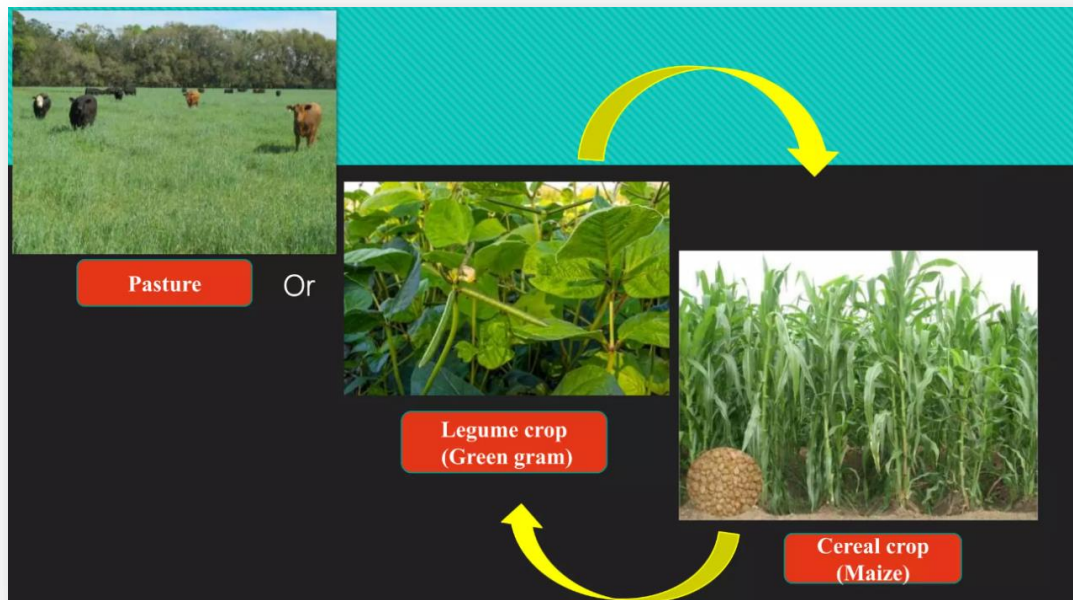 Pasture
Or
Legume crop
(Green gram)
Cereal crop
(Maize)